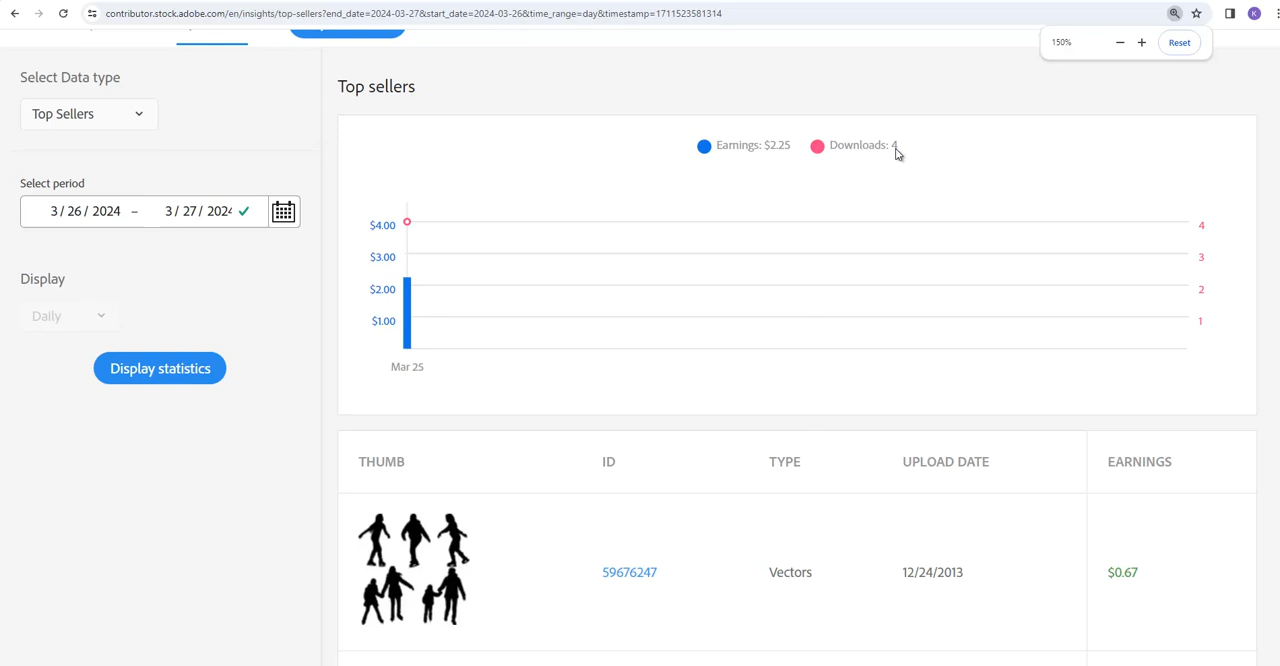 contributor.stock.adobe.com/en/insights/top-sellers?end_date=2024-03-27&start_date=2024-03-26&time_range=day&timestamp=1711523581314
K
150%
Reset
Select Data type
Top Sellers
Select period
3 / 26 / 2024 – 3 / 27 / 2024
Display
Daily
Display statistics
Top sellers
Earnings: $2.25 Downloads: 4
$4.00 4
$3.00 3
$2.00 2
$1.00 1
Mar 25
THUMB ID TYPE UPLOAD DATE EARNINGS
59676247 Vectors 12/24/2013 $0.67